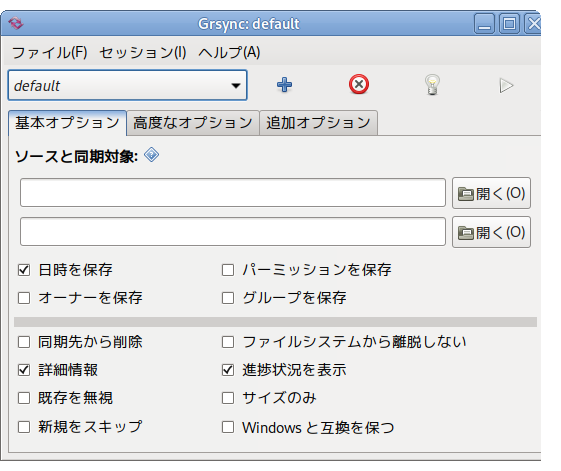 Grsync: default
ファイル(F) セッション(I) ヘルプ(A)
default
基本オプション 高度なオプション 追加オプション
ソースと同期対象:
開く(O)
開く(O)
日時を保存 パーミッションを保存
オーナーを保存 グループを保存
同期先から削除 ファイルシステムから離脱しない
詳細情報 進捗状況を表示
既存を無視 サイズのみ
新規をスキップ Windows と互換を保つ